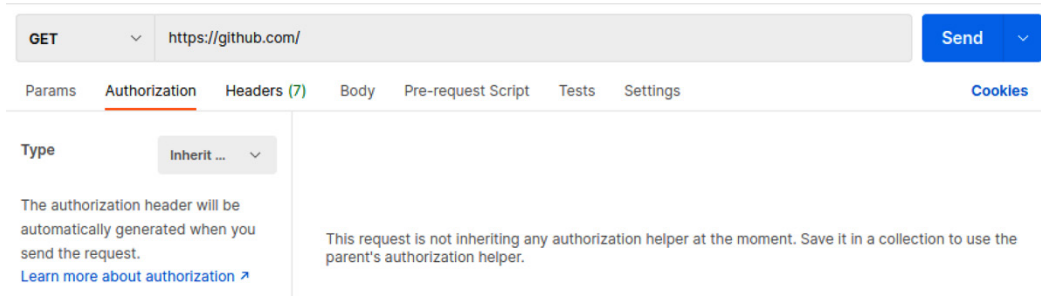 GET https://github.com/ Send
Params Authorization Headers (7) Body Pre-request Script Tests Settings Cookies
Type Inherit ...
The authorization header will be
automatically generated when you
send the request.
Learn more about authorization ↗
This request is not inheriting any authorization helper at the moment. Save it in a collection to use the
parent's authorization helper.